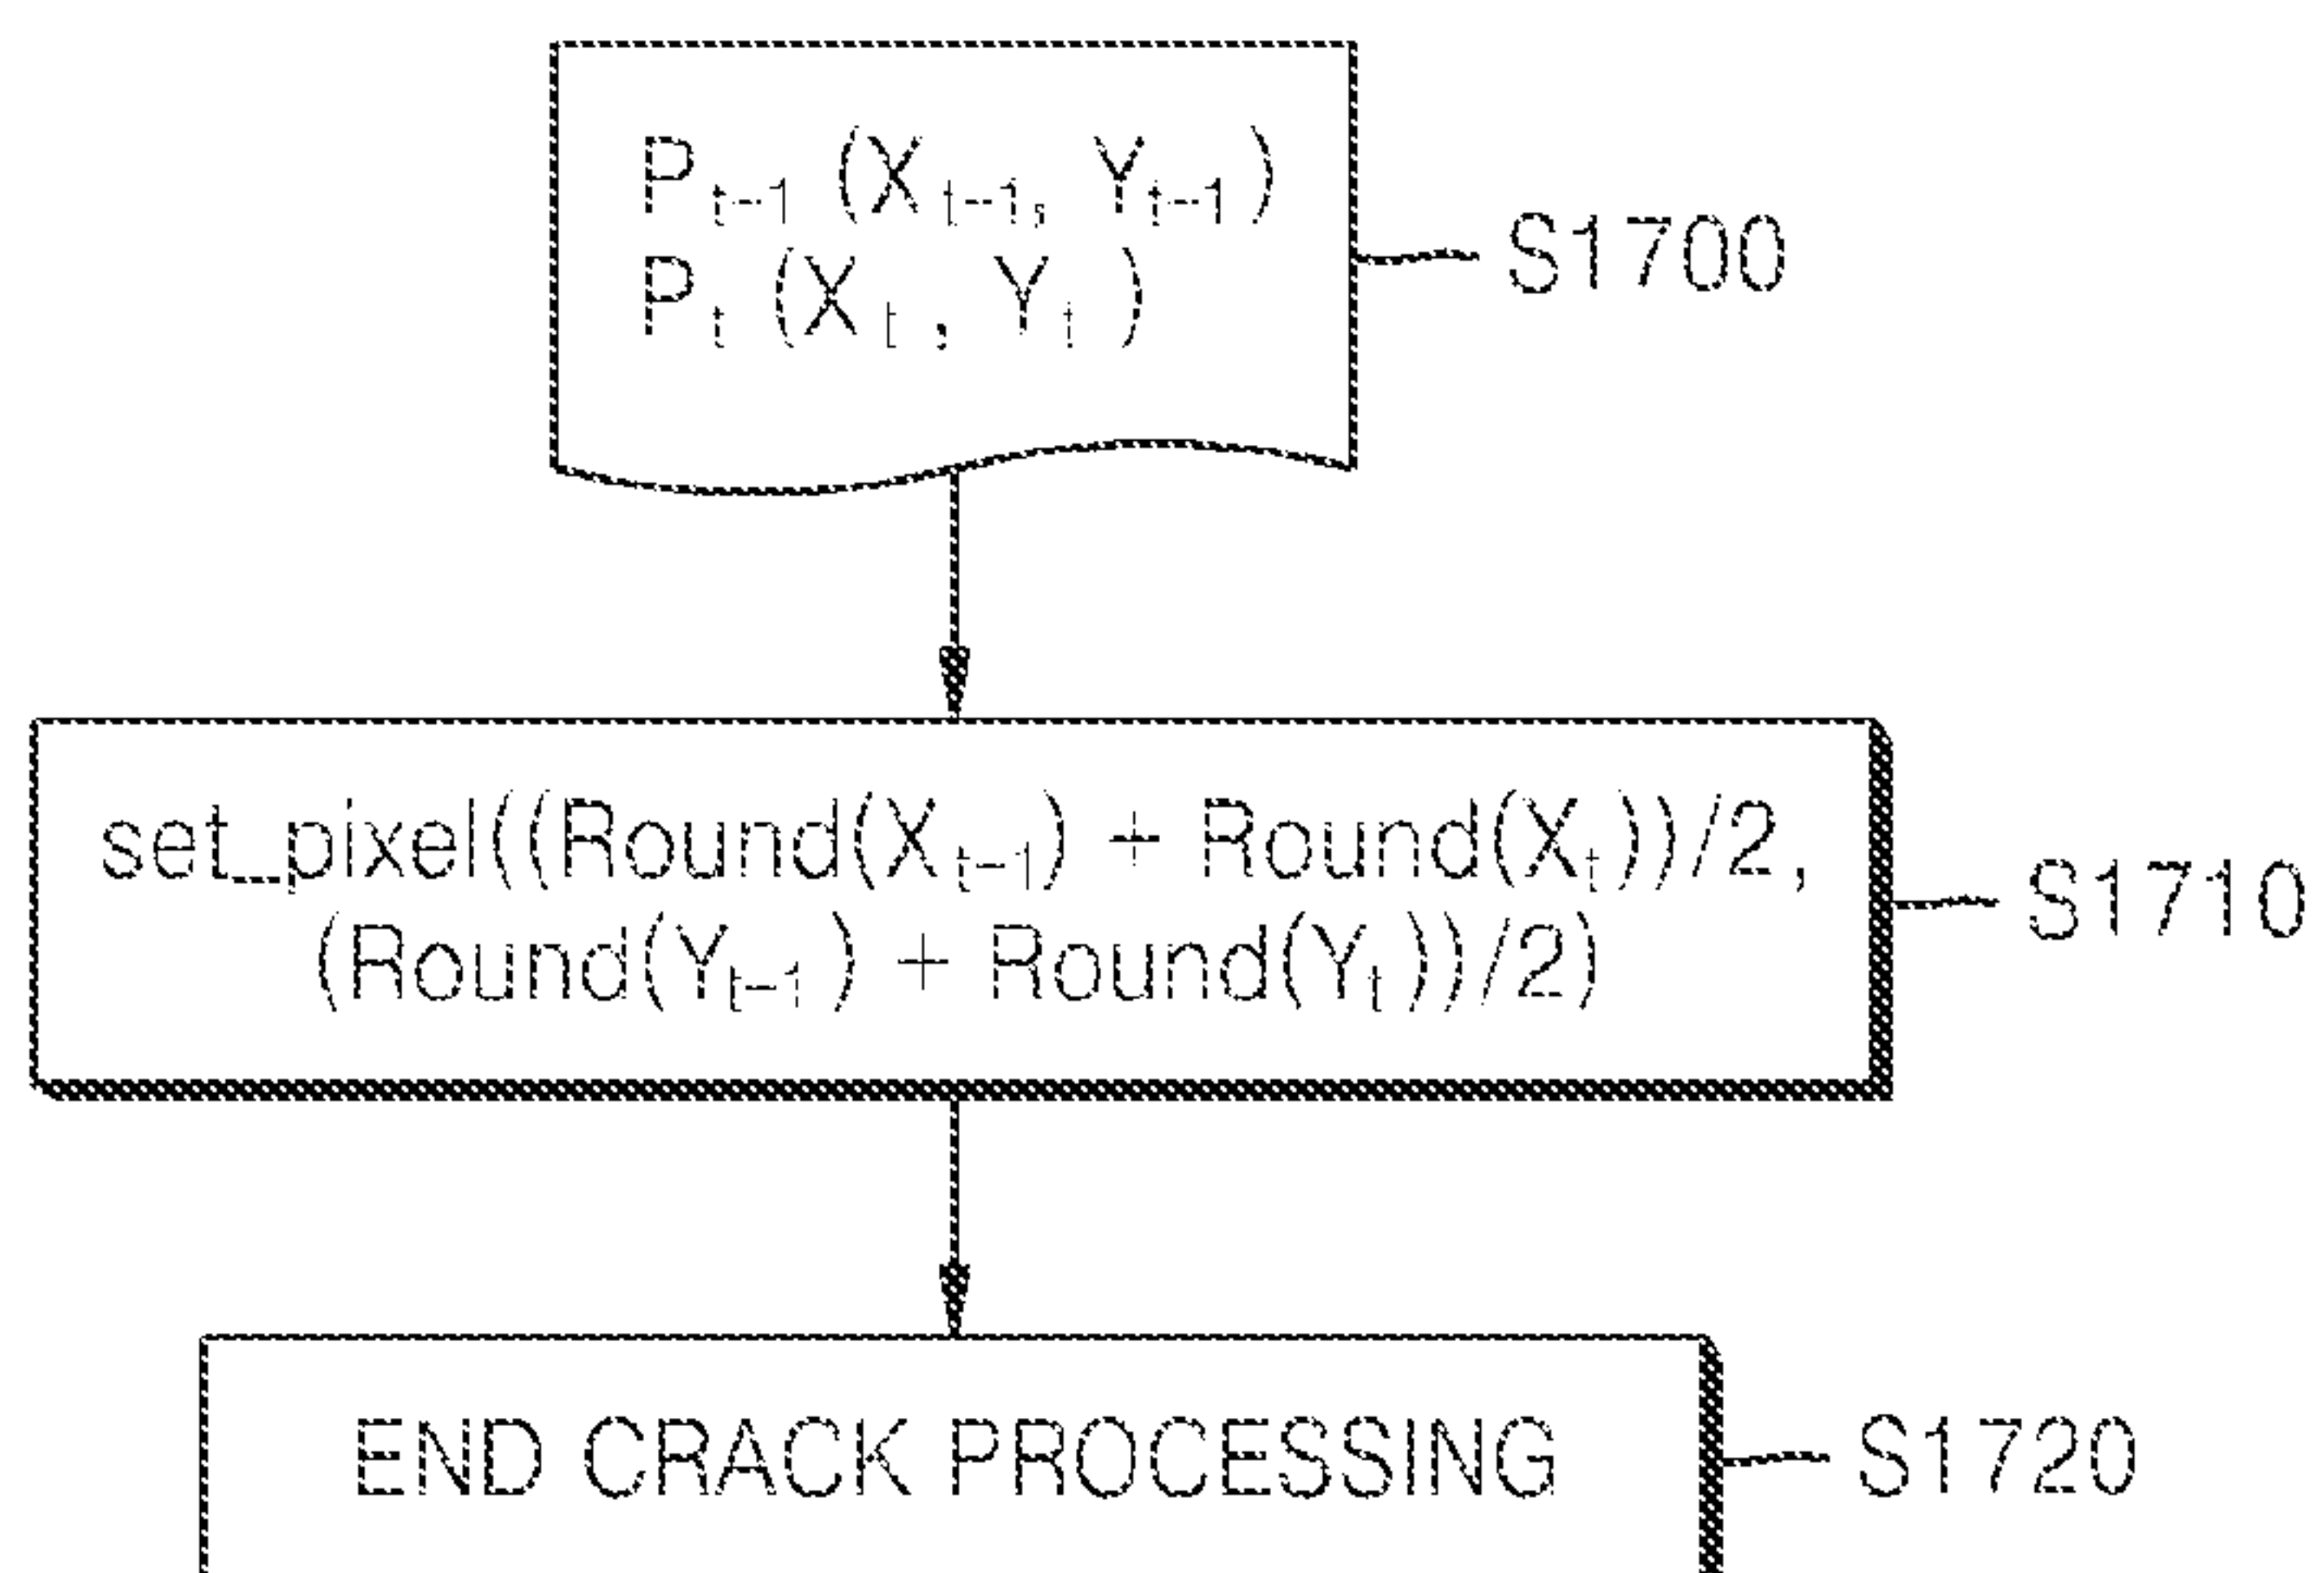 P_{t-1} (X_{t-1}, Y_{t-1})
P_t (X_t, Y_t)
S1700
set_pixel((Round(X_{t-1}) + Round(X_t))/2,
(Round(Y_{t-1}) + Round(Y_t))/2)
S1710
END CRACK PROCESSING
S1720